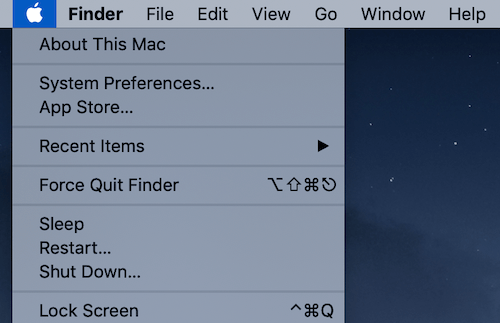 Finder File Edit View Go Window Help
About This Mac
System Preferences...
App Store...
Recent Items ▶
Force Quit Finder ⌥⇧⌘⎋
Sleep
Restart...
Shut Down...
Lock Screen ^⌘Q